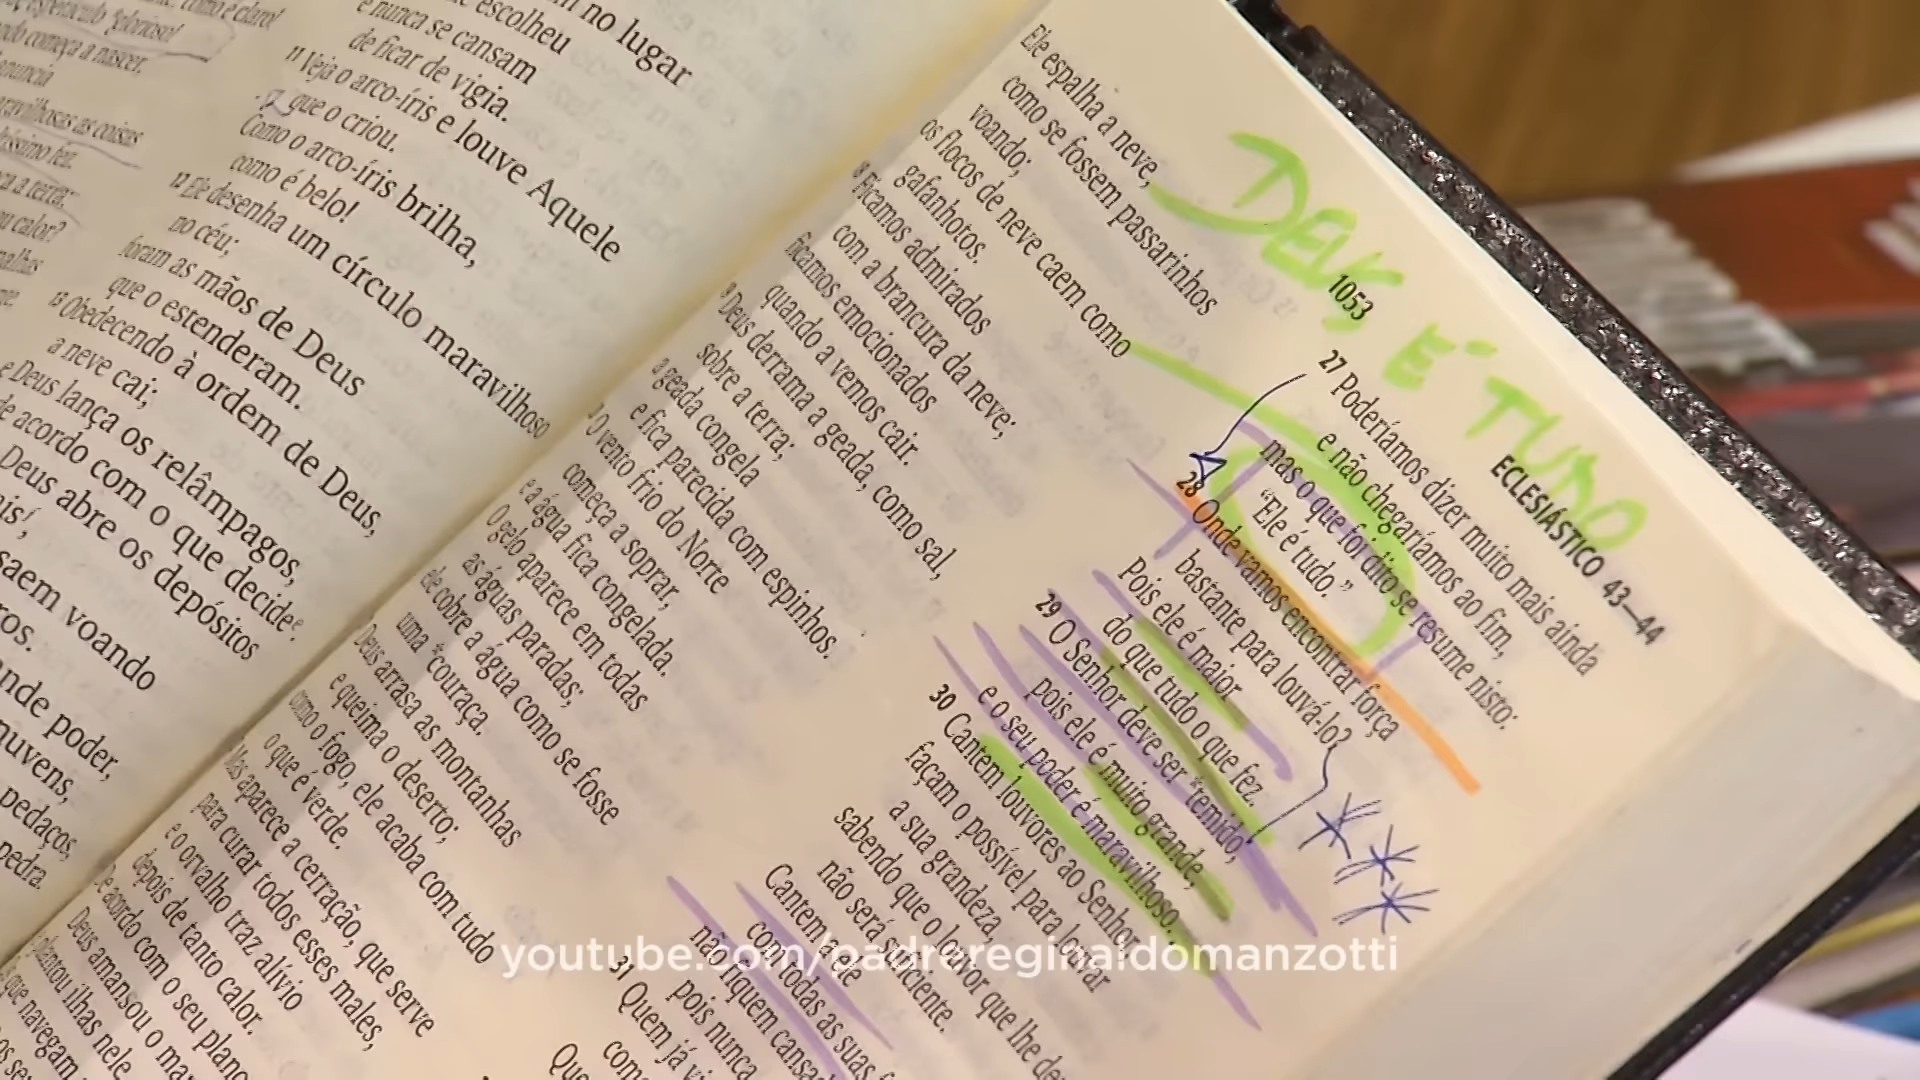 no lugar
escolheu
e nunca se cansam
de ficar de vigia.
11 Veja o arco-íris e louve Aquele
que o criou.
Como o arco-íris brilha,
como é belo!
12 Ele desenha um círculo maravilhoso
no céu;
foram as mãos de Deus
que o estenderam.
13 Obedecendo à ordem de Deus,
a neve cai;
e Deus lança os relâmpagos,
de acordo com o que decide.
Deus abre os depósitos
saem voando
grande poder,
nuvens,
pedaços,
pedra.
Ele espalha a neve,
como se fossem passarinhos
voando;
os flocos de neve caem como
gafanhotos.
18 Ficamos admirados
com a brancura da neve;
ficamos emocionados
quando a vemos cair.
19 Deus derrama a geada, como sal,
sobre a terra;
a geada congela
e fica parecida com espinhos.
O vento frio do Norte
começa a soprar,
e a água fica congelada.
O gelo aparece em todas
as águas paradas;
ele cobre a água como se fosse
uma *couraça.
Deus arrasa as montanhas
e queima o deserto;
como o fogo, ele acaba com tudo
o que é verde.
Mas aparece a cerração, que serve
para curar todos esses males,
e o orvalho traz alívio
depois de tanto calor.
De acordo com o seu plano
Deus amansou o mar
plantou ilhas nele.
que navegam
DEUS É TUDO
1053
ECLESIÁSTICO 43—44
27 Poderíamos dizer muito mais ainda
e não chegaríamos ao fim,
mas o que foi dito se resume nisto:
“Ele é tudo.”
28 Onde vamos encontrar força
bastante para louvá-lo?
Pois ele é maior
do que tudo o que fez.
29 O Senhor deve ser *temido,
pois ele é muito grande,
e o seu poder é maravilhoso.
30 Cantem louvores ao Senhor,
façam o possível para louvar
a sua grandeza,
sabendo que o louvor que lhe
não será suficiente.
Cantem a ele
com todas as suas
não fiquem
pois nunca
31 Quem já
youtube.com/padrereginaldomanzotti